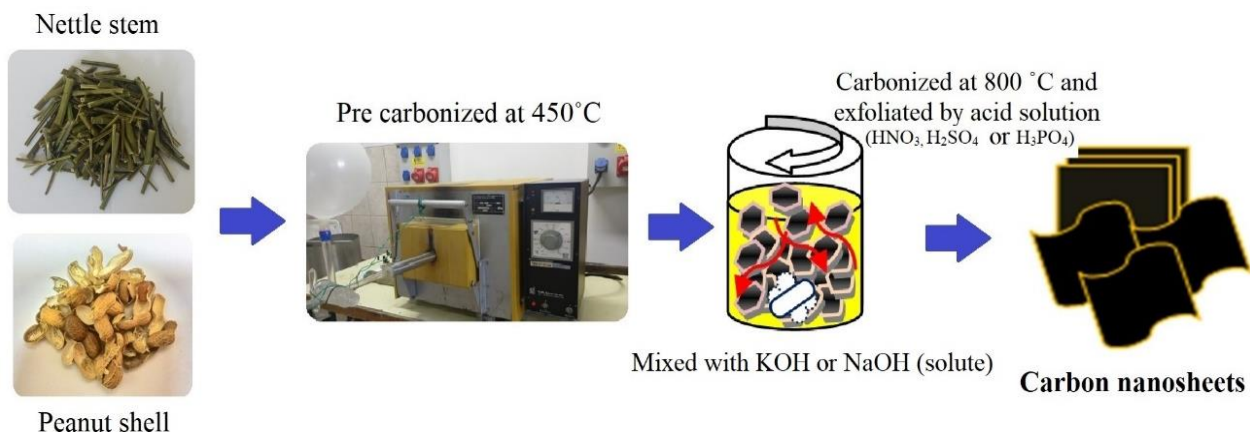 Nettle stem
Peanut shell
Pre carbonized at 450˚C
Mixed with KOH or NaOH (solute)
Carbonized at 800 ˚C and
exfoliated by acid solution
(HNO₃, H₂SO₄ or H₃PO₄)
Carbon nanosheets